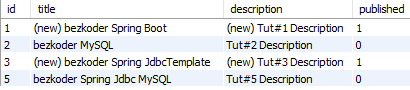 id title description published
1 (new) bezkoder Spring Boot (new) Tut#1 Description 1
2 bezkoder MySQL Tut#2 Description 0
3 (new) bezkoder Spring JdbcTemplate (new) Tut#3 Description 1
5 bezkoder Spring Jdbc MySQL Tut#5 Description 0